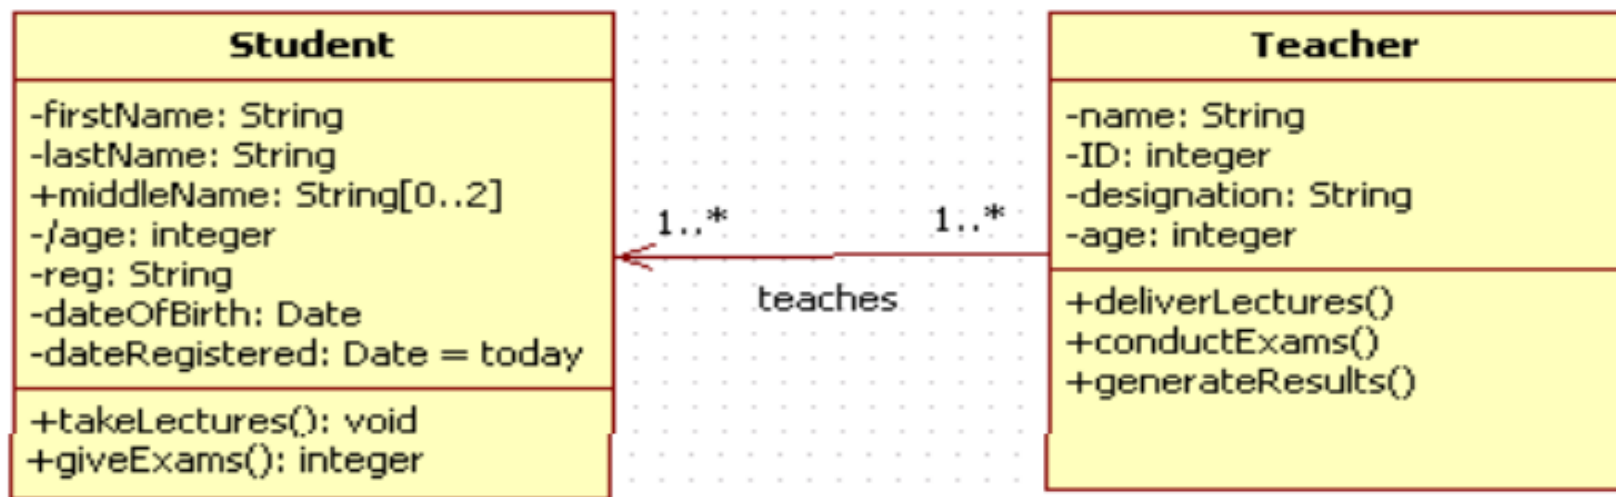 Student
-firstName: String
-lastName: String
+middleName: String[0..2]
-/age: integer
-reg: String
-dateOfBirth: Date
-dateRegistered: Date = today
+takeLectures(): void
+giveExams(): integer
1..*
1..*
teaches
Teacher
-name: String
-ID: integer
-designation: String
-age: integer
+deliverLectures()
+conductExams()
+generateResults()